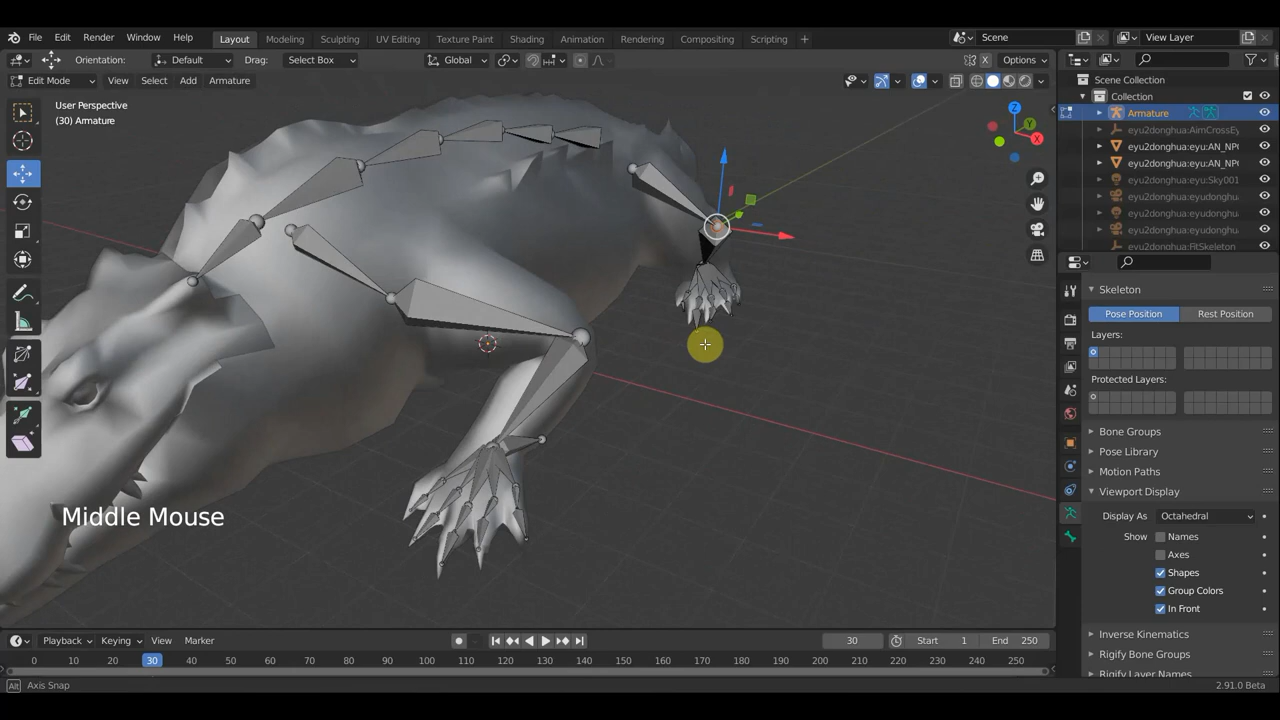 File Edit Render Window Help Layout Modeling Sculpting UV Editing Texture Paint Shading Animation Rendering Compositing Scripting + Scene View Layer
Orientation: Default Drag: Select Box Global X Options
Edit Mode View Select Add Armature
User Perspective
(30) Armature
Z
Y
X
Middle Mouse
Scene Collection
Collection
Armature
eyu2donghua:AimCrossEy
eyu2donghua:eyu:AN_NP
eyu2donghua:eyu:AN_NP
eyu2donghua:eyu:Sky001
eyu2donghua:eyudonghu
eyu2donghua:eyudonghu
eyu2donghua:eyudonghu
eyu2donghua:FitSkeleton
Skeleton
Pose Position Rest Position
Layers:
Protected Layers:
Bone Groups
Pose Library
Motion Paths
Viewport Display
Display As Octahedral
Show Names
Axes
Shapes
Group Colors
In Front
Inverse Kinematics
Rigify Bone Groups
Rigify Layer Names
Playback Keying View Marker 30 Start 1 End 250
0 10 20 30 40 50 60 70 80 90 100 110 120 130 140 150 160 170 180 190 200 210 220 230 240 250
Alt Axis Snap 2.91.0 Beta